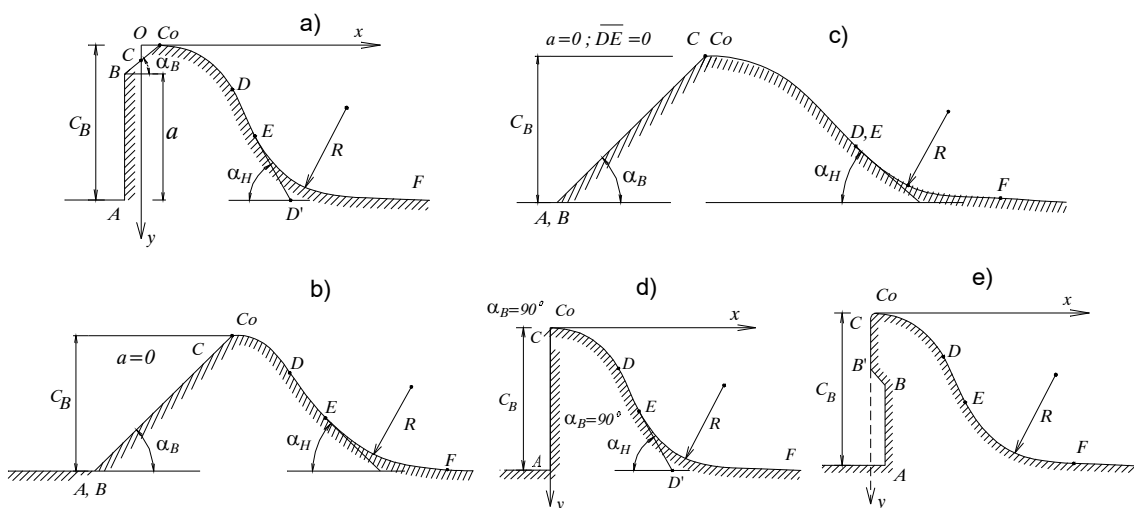 a)
O Co x
C
α_B
B
D
C_B a
E
R
α_H
F
A
D'
y
c)
a=0 ; D̅E̅=0
C Co
C_B
D, E
R
α_B
α_H
F
A, B
b)
Co
a=0
C
D
C_B
E
R
α_B
α_H
F
A, B
d)
α_B=90° Co
x
C
D
C_B
α_B=90° E
R
α_H
A
F
D'
y
e)
Co
x
C
D
B'
B
C_B
E
R
F
A
y